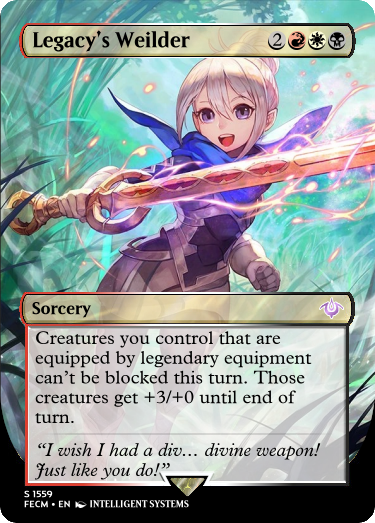 Legacy's Weilder 2
Sorcery
Creatures you control that are
equipped by legendary equipment
can't be blocked this turn. Those
creatures get +3/+0 until end of
turn.
"I wish I had a div... divine weapon!
Just like you do!"
S 1559
FECM • EN INTELLIGENT SYSTEMS